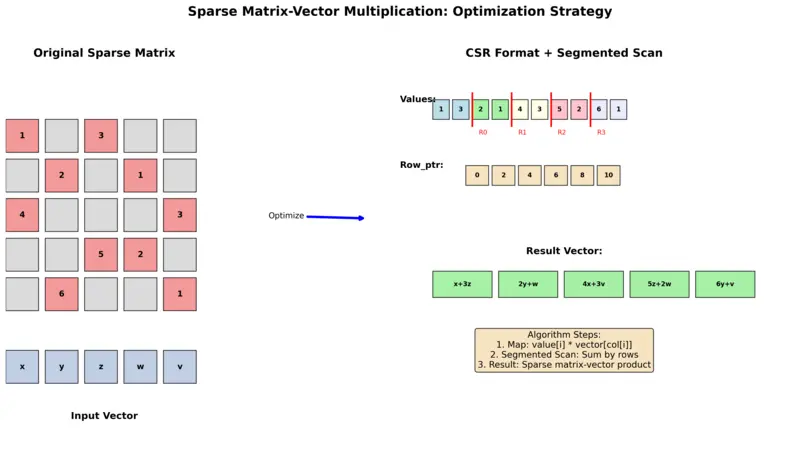 Sparse Matrix-Vector Multiplication: Optimization Strategy
Original Sparse Matrix
1 3
2 1
4 3
5 2
6 1
x y z w v
Input Vector
Optimize
CSR Format + Segmented Scan
Values:
1 3 2 1 4 3 5 2 6 1
R0 R1 R2 R3
Row_ptr:
0 2 4 6 8 10
Result Vector:
x+3z 2y+w 4x+3v 5z+2w 6y+v
Algorithm Steps:
1. Map: value[i] * vector[col[i]]
2. Segmented Scan: Sum by rows
3. Result: Sparse matrix-vector product